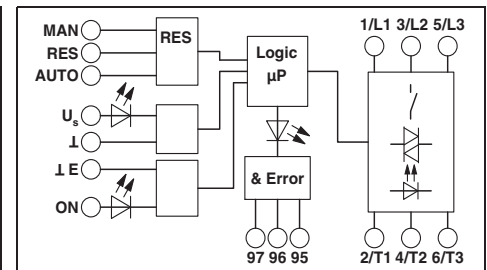 MAN
RES
AUTO
RES
Us
⊥
⊥ E
ON
Logic
µP
& Error
97 96 95
1/L1 3/L2 5/L3
2/T1 4/T2 6/T3